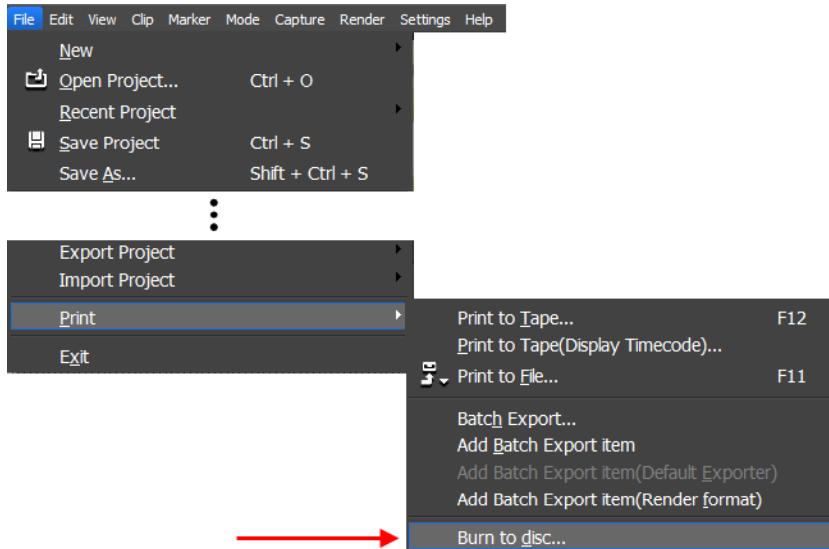 File Edit View Clip Marker Mode Capture Render Settings Help
New
Open Project... Ctrl + O
Recent Project
Save Project Ctrl + S
Save As... Shift + Ctrl + S
Export Project
Import Project
Print
Exit
Print to Tape... F12
Print to Tape(Display Timecode)...
Print to File... F11
Batch Export...
Add Batch Export item
Add Batch Export item(Default Exporter)
Add Batch Export item(Render format)
Burn to disc...